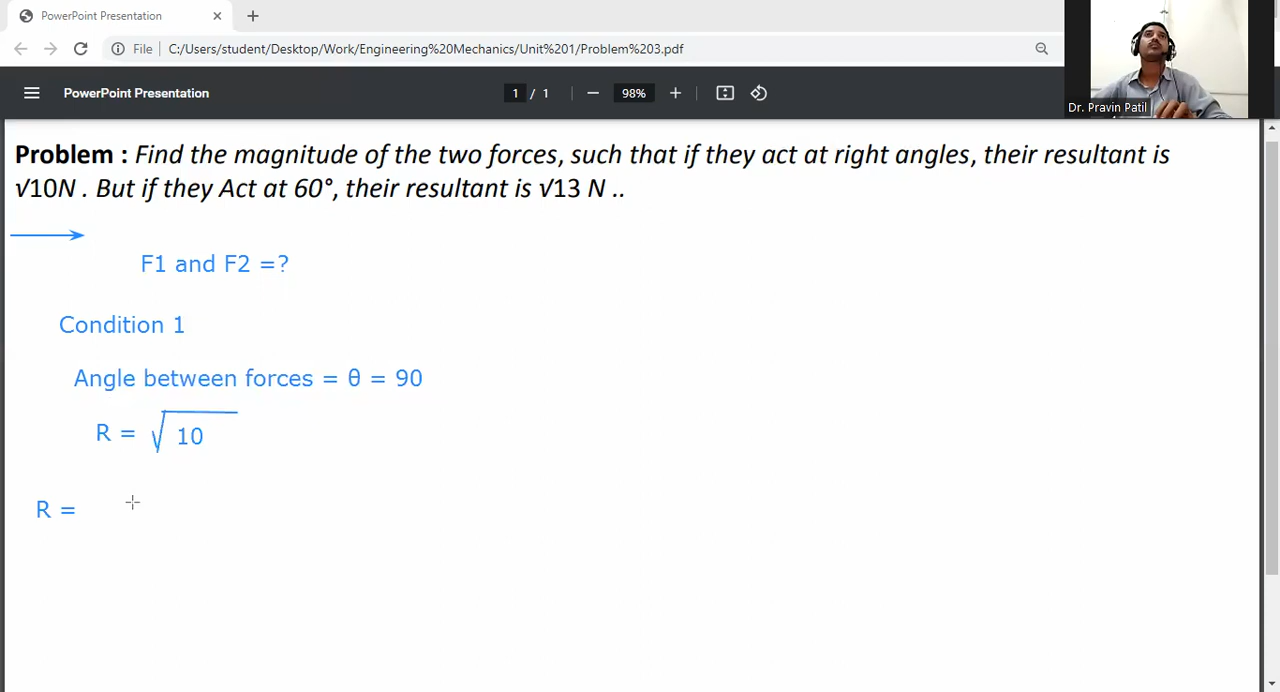 PowerPoint Presentation
File C:/Users/student/Desktop/Work/Engineering%20Mechanics/Unit%201/Problem%203.pdf
PowerPoint Presentation 1 / 1 98%
Dr. Pravin Patil
Problem : Find the magnitude of the two forces, such that if they act at right angles, their resultant is
√10N . But if they Act at 60°, their resultant is √13 N ..
F1 and F2 =?
Condition 1
Angle between forces = θ = 90
R = √10
R =